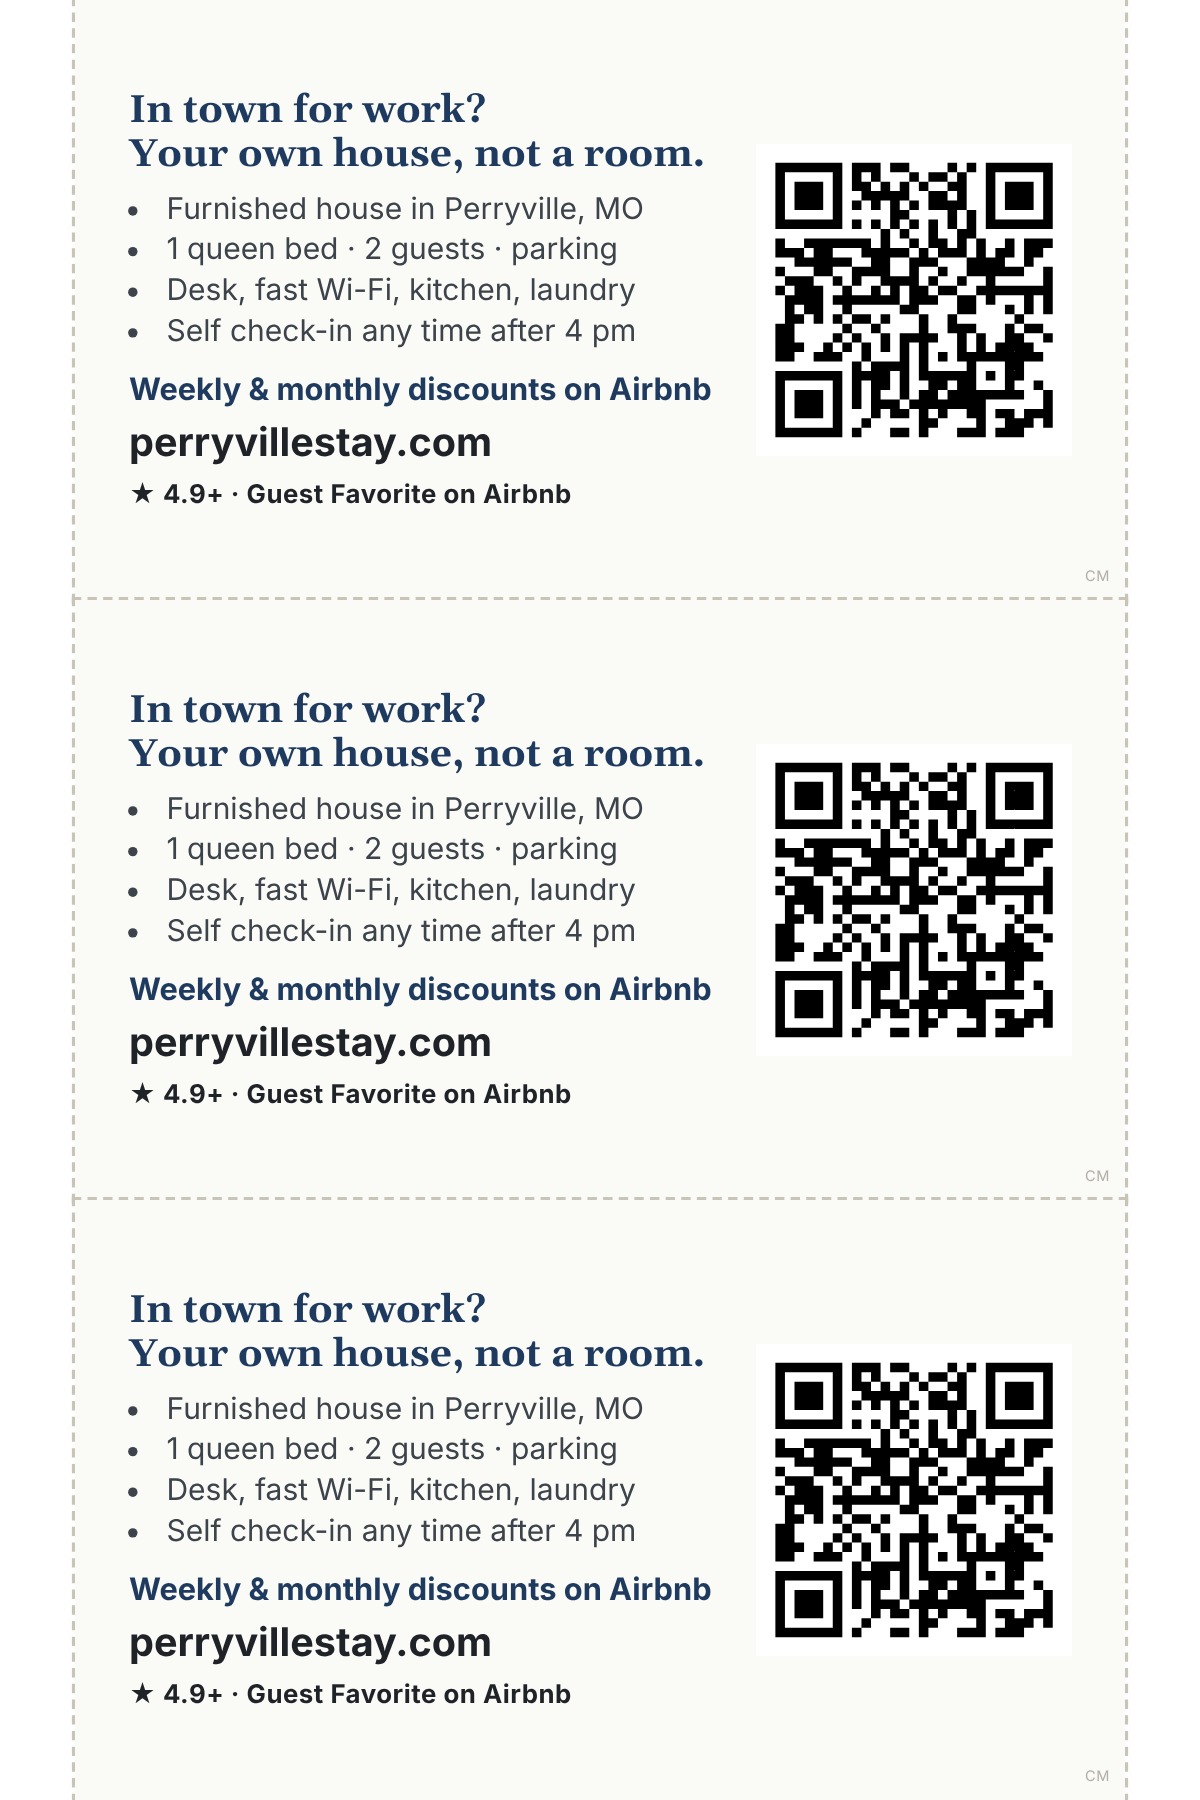 In town for work?
Your own house, not a room.
• Furnished house in Perryville, MO
• 1 queen bed · 2 guests · parking
• Desk, fast Wi-Fi, kitchen, laundry
• Self check-in any time after 4 pm
Weekly & monthly discounts on Airbnb
perryvillestay.com
★ 4.9+ · Guest Favorite on Airbnb
CM
In town for work?
Your own house, not a room.
• Furnished house in Perryville, MO
• 1 queen bed · 2 guests · parking
• Desk, fast Wi-Fi, kitchen, laundry
• Self check-in any time after 4 pm
Weekly & monthly discounts on Airbnb
perryvillestay.com
★ 4.9+ · Guest Favorite on Airbnb
CM
In town for work?
Your own house, not a room.
• Furnished house in Perryville, MO
• 1 queen bed · 2 guests · parking
• Desk, fast Wi-Fi, kitchen, laundry
• Self check-in any time after 4 pm
Weekly & monthly discounts on Airbnb
perryvillestay.com
★ 4.9+ · Guest Favorite on Airbnb
CM